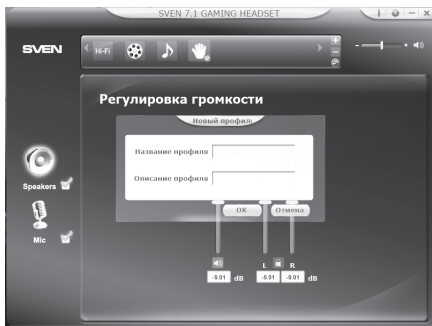 SVEN 7.1 GAMING HEADSET
SVEN
Hi-Fi
Регулировка громкости
Новый профиль
Название профиля
Описание профиля
OK
Отмена
Speakers
Mic
L R
-9.01 dB -9.01 -9.01 dB